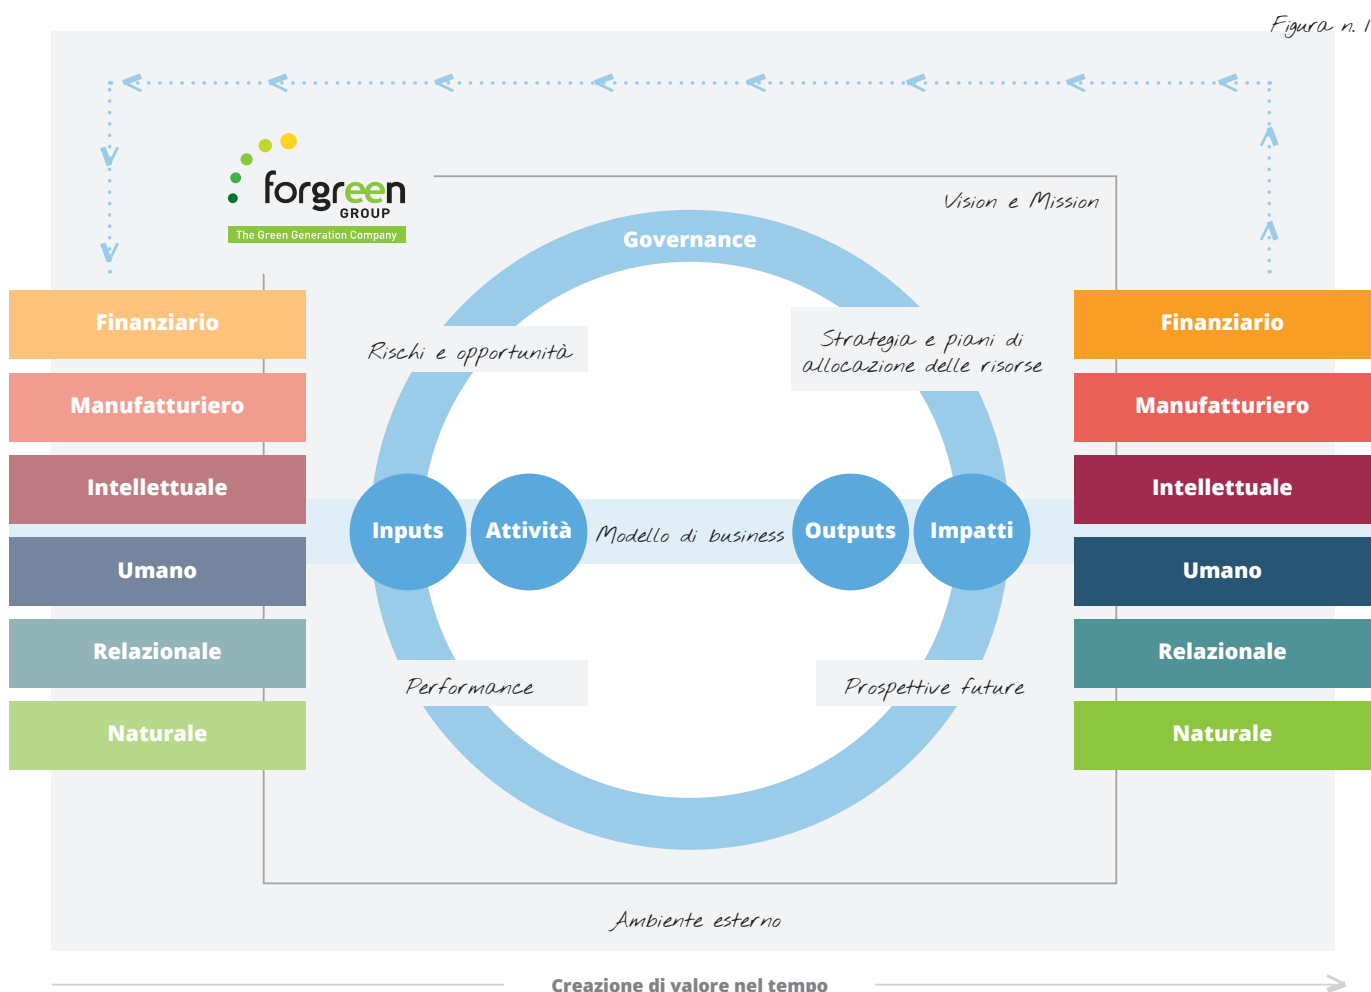 Figura n. 1
forgreen
GROUP
The Green Generation Company
Vision e Mission
Governance
Finanziario
Manufatturiero
Intellettuale
Umano
Relazionale
Naturale
Rischi e opportunità
Strategia e piani di
allocazione delle risorse
Inputs
Attività
Modello di business
Outputs
Impatti
Performance
Prospettive future
Finanziario
Manufatturiero
Intellettuale
Umano
Relazionale
Naturale
Ambiente esterno
Creazione di valore nel tempo